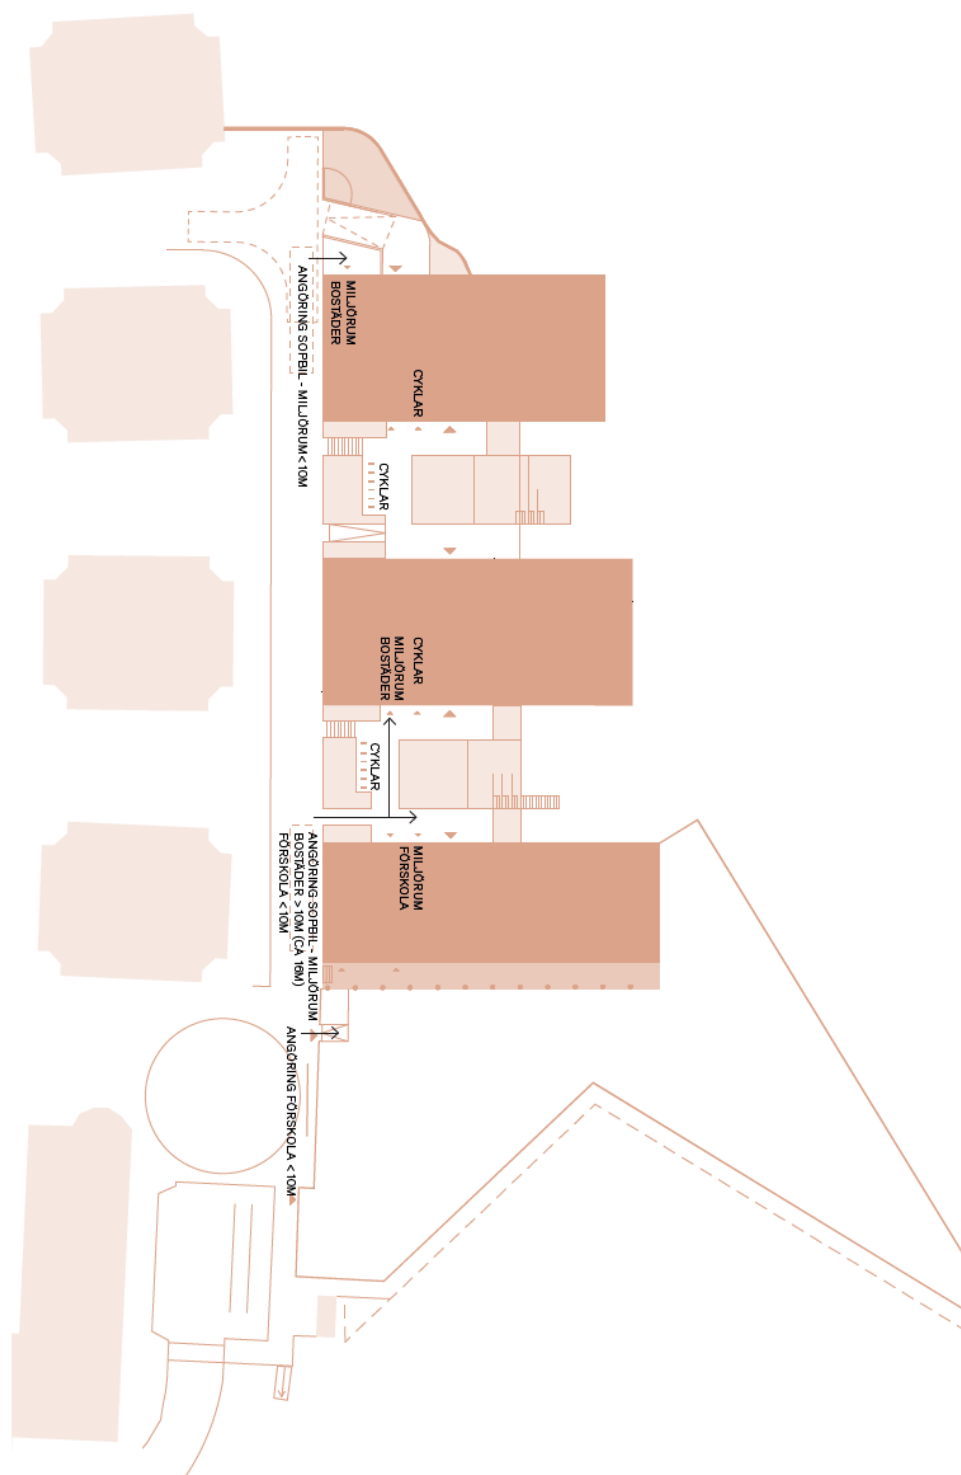 MILJÖRUM
BOSTÄDER
ANGÖRING SOPBIL - MILJÖRUM < 10M
CYKLAR
CYKLAR
CYKLAR
MILJÖRUM
BOSTÄDER
CYKLAR
MILJÖRUM
FÖRSKOLA
ANGÖRING SOPBIL - MILJÖRUM
BOSTÄDER > 10M (CA 16M)
FÖRSKOLA < 10M
ANGÖRING FÖRSKOLA < 10M